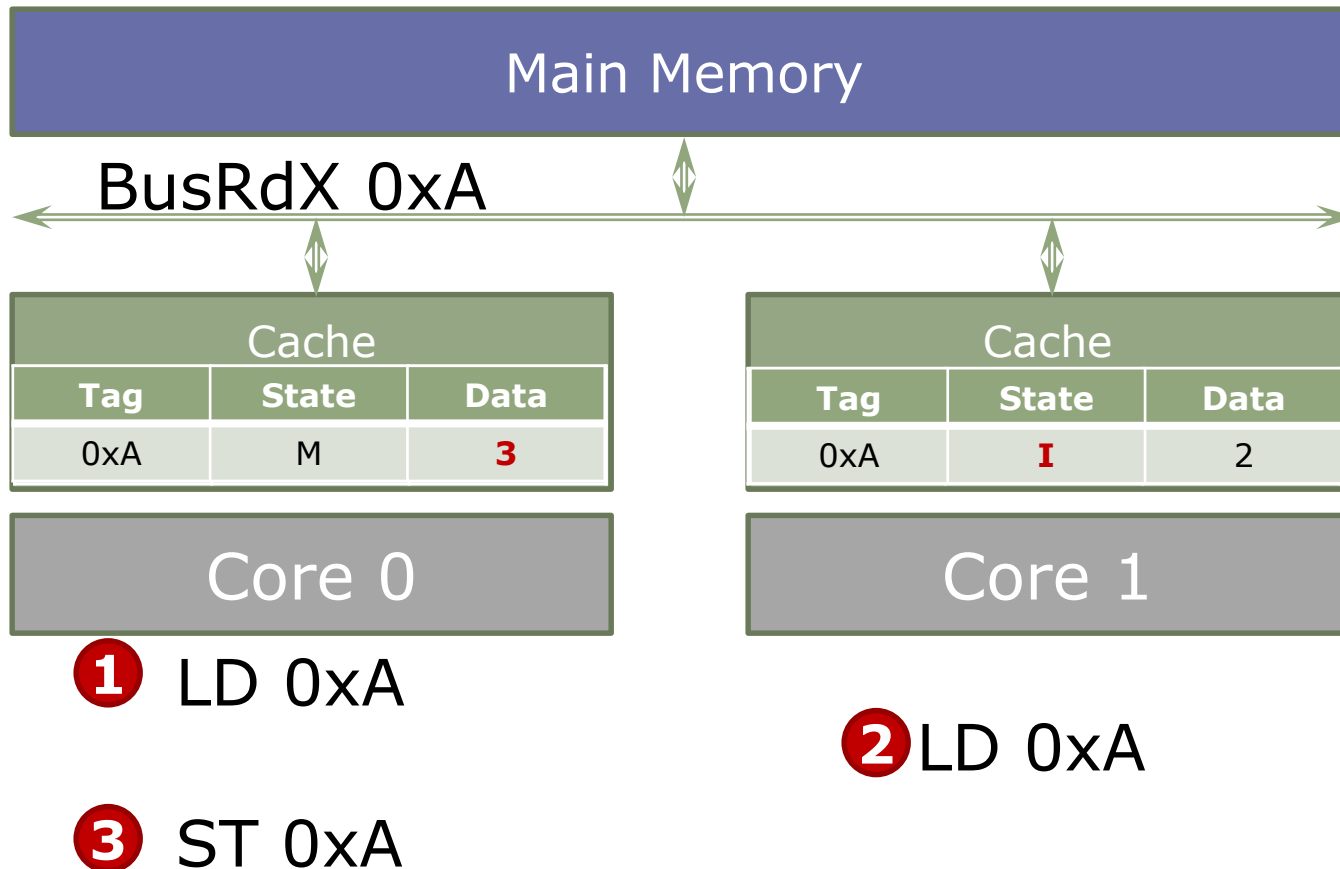 Main Memory
BusRdX 0xA
Cache
Tag State Data
0xA M 3
Cache
Tag State Data
0xA I 2
Core 0
Core 1
1 LD 0xA
2 LD 0xA
3 ST 0xA